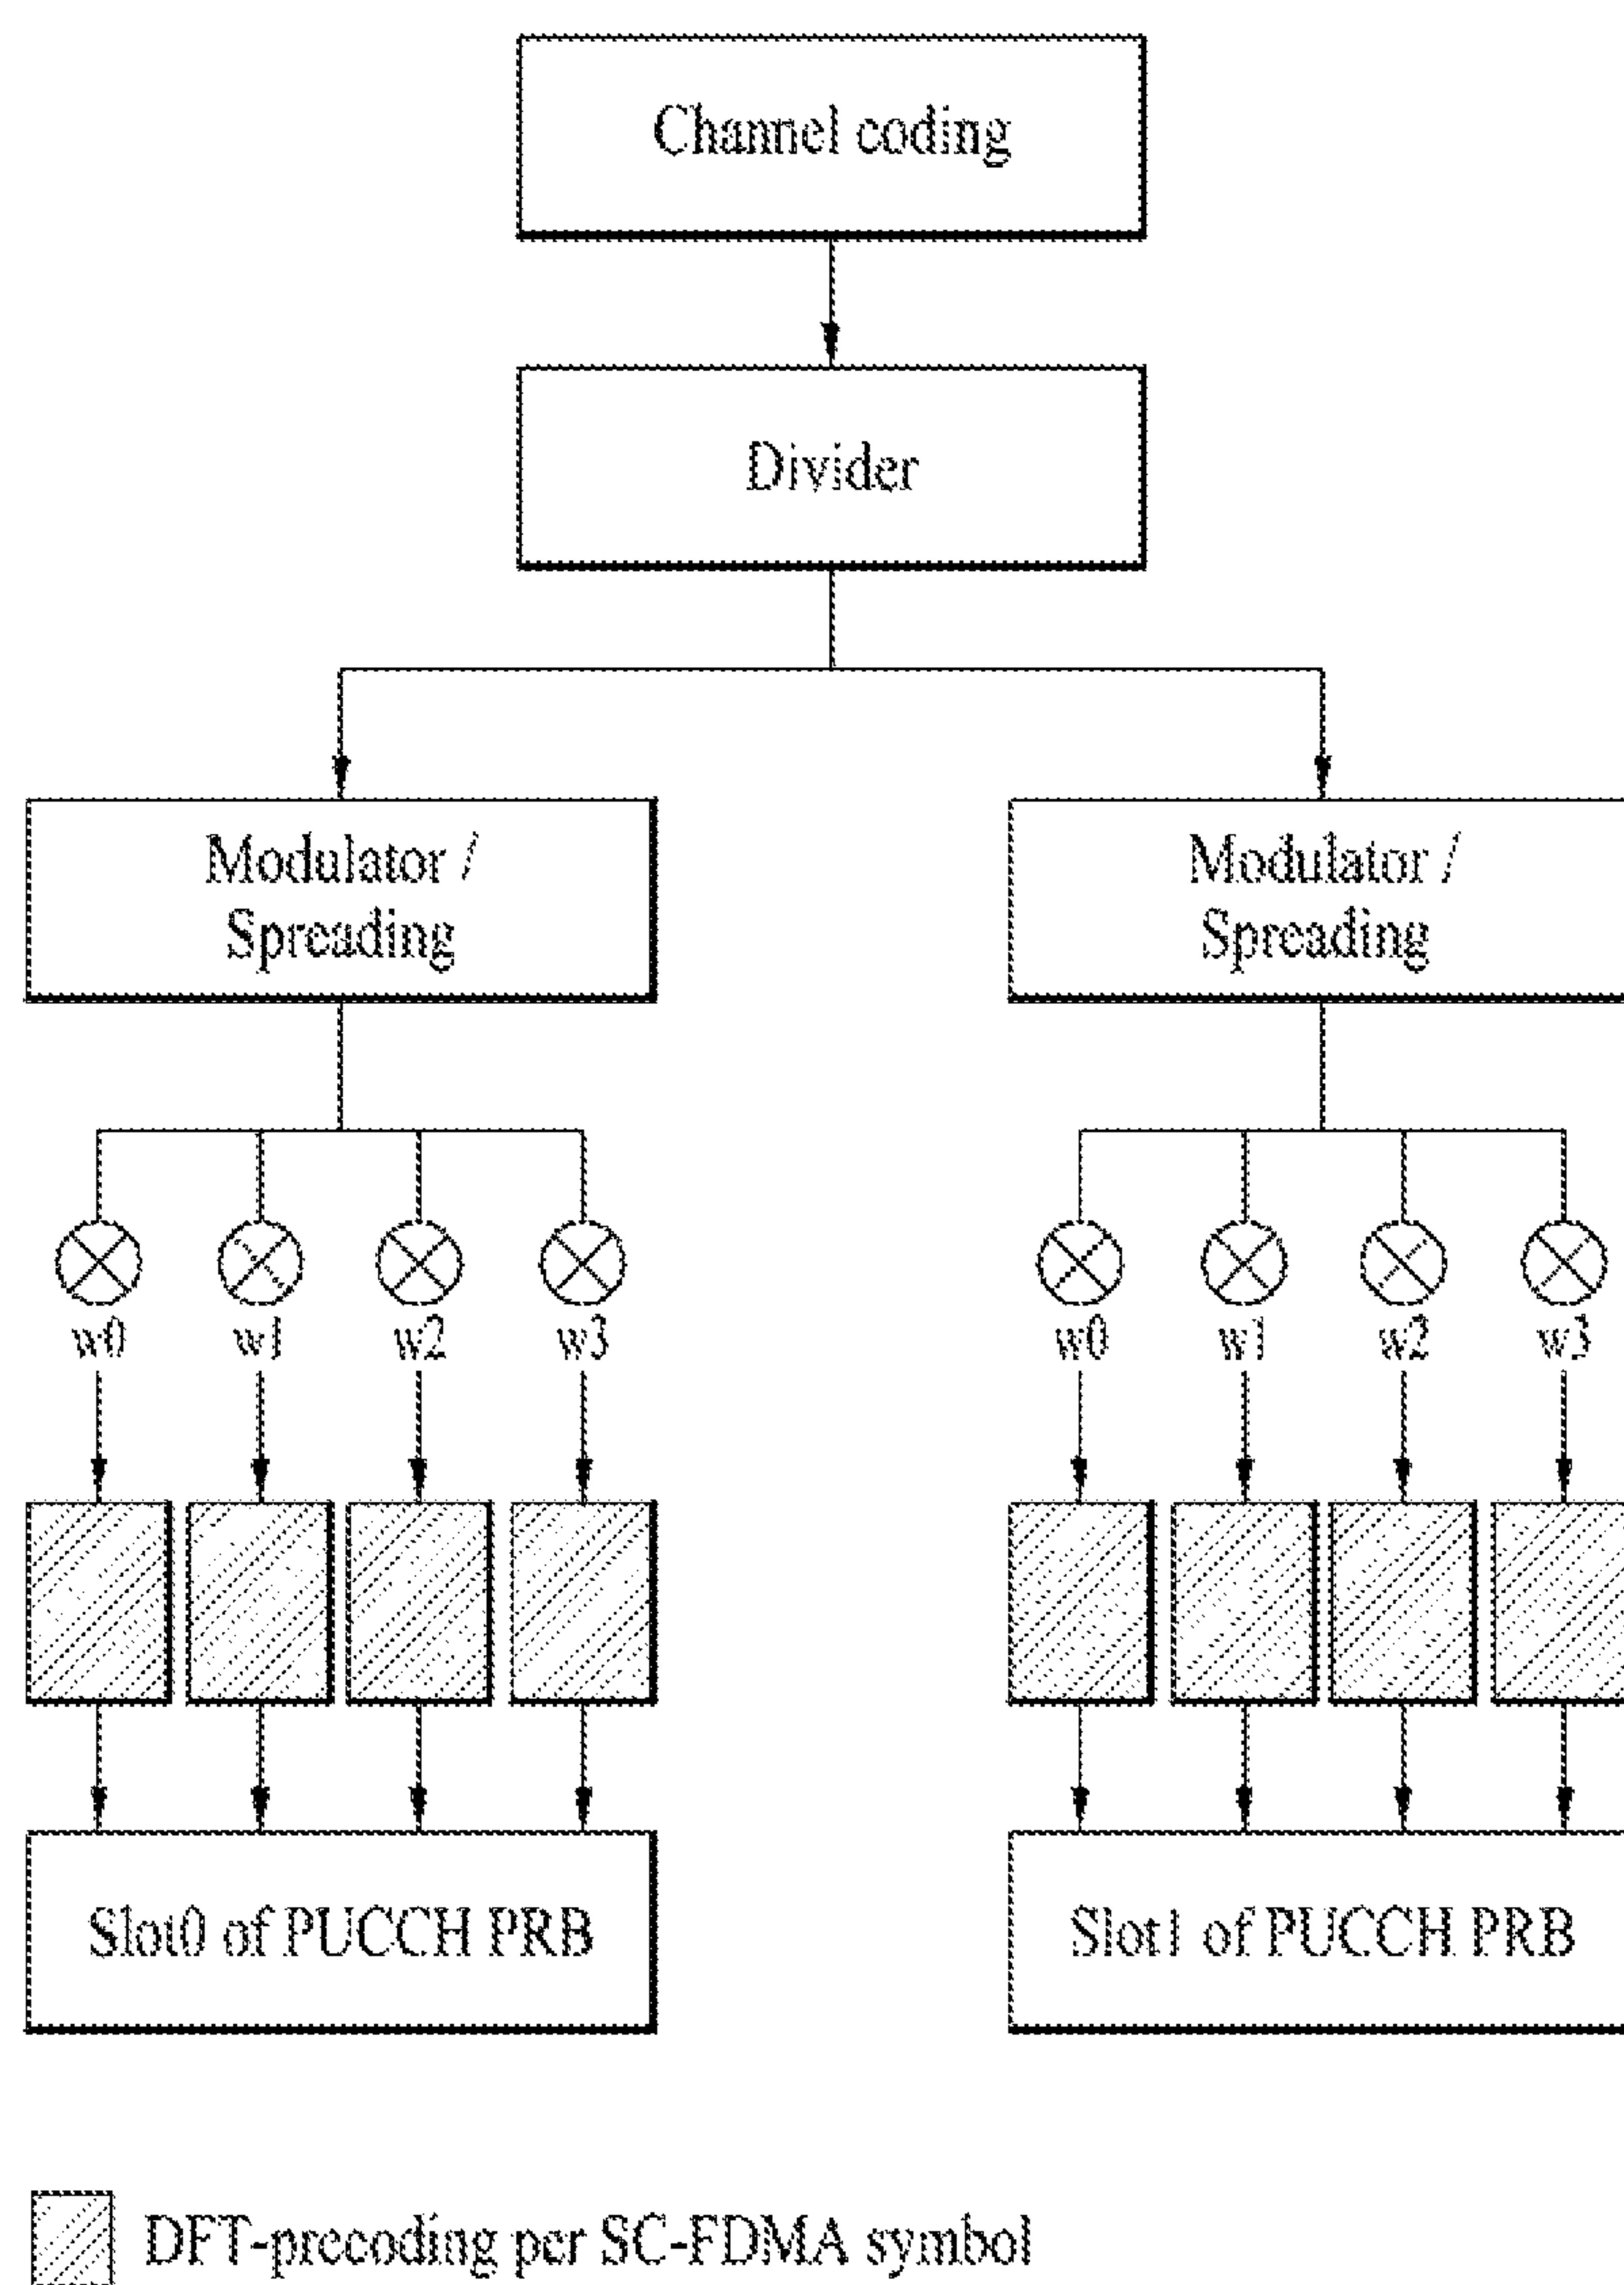 Channel coding
Divider
Modulator /
Spreading
Modulator /
Spreading
w0 w1 w2 w3
w0 w1 w2 w3
Slot0 of PUCCH PRB
Slot1 of PUCCH PRB
DFT-precoding per SC-FDMA symbol